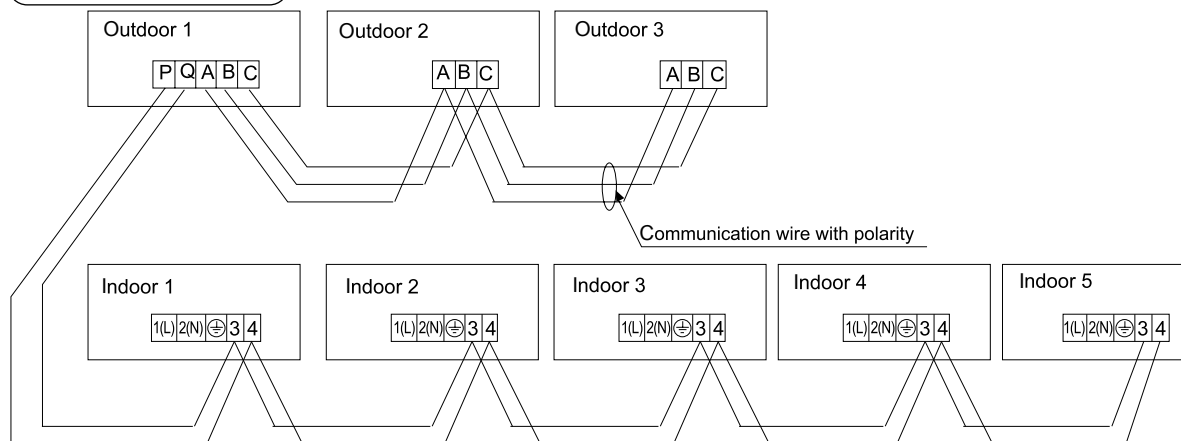 Outdoor 1
P Q A B C
Outdoor 2
A B C
Outdoor 3
A B C
Communication wire with polarity
Indoor 1
1(L) 2(N) 3 4
Indoor 2
1(L) 2(N) 3 4
Indoor 3
1(L) 2(N) 3 4
Indoor 4
1(L) 2(N) 3 4
Indoor 5
1(L) 2(N) 3 4